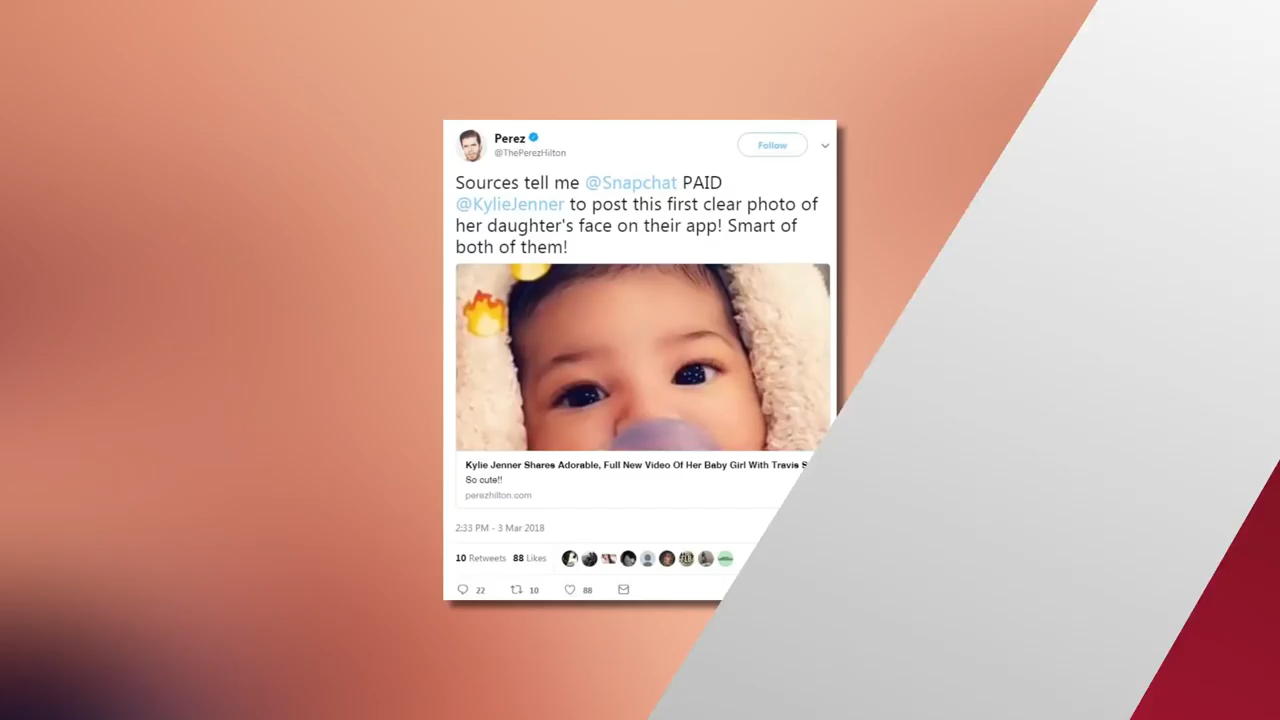 Perez
@ThePerezHilton
Follow
Sources tell me @Snapchat PAID
@KylieJenner to post this first clear photo of
her daughter's face on their app! Smart of
both of them!
Kylie Jenner Shares Adorable, Full New Video Of Her Baby Girl With Travis S
So cute!!
perezhilton.com
2:33 PM - 3 Mar 2018
10 Retweets 88 Likes
22 10 88